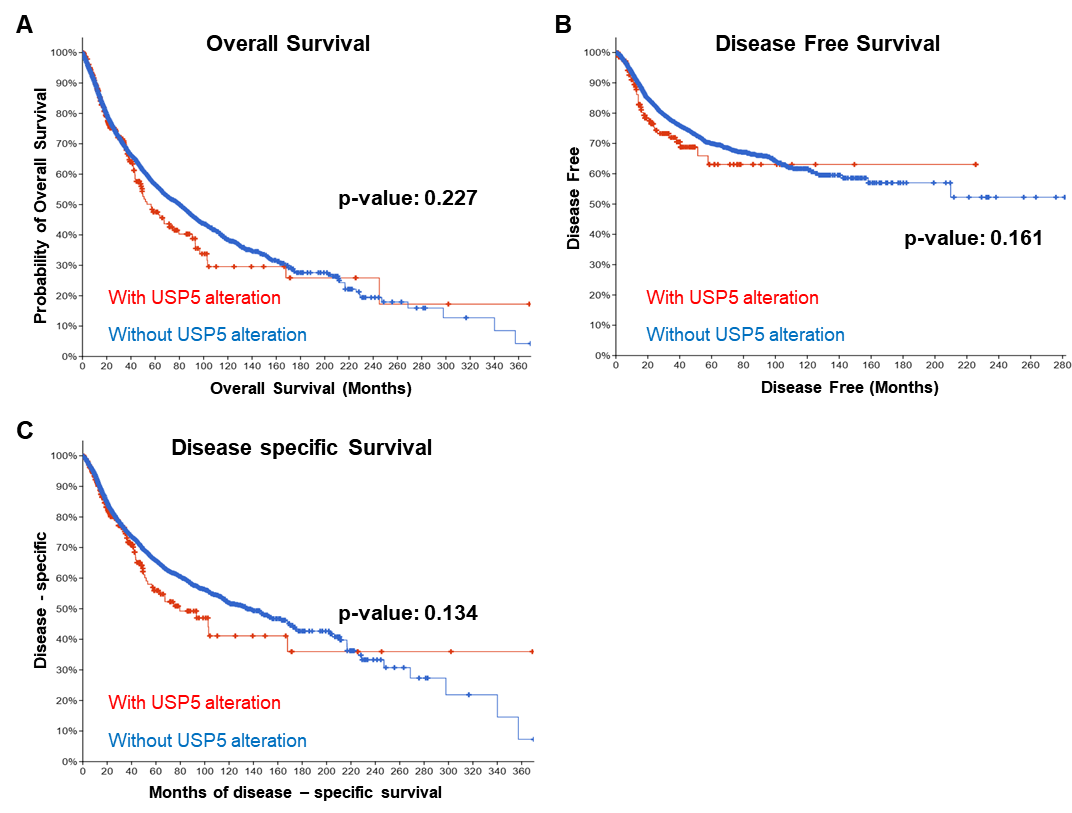 A
Overall Survival
Probability of Overall Survival
100%
90%
80%
70%
60%
50%
40%
30%
20%
10%
0%
p-value: 0.227
With USP5 alteration
Without USP5 alteration
0 20 40 60 80 100 120 140 160 180 200 220 240 260 280 300 320 340 360
Overall Survival (Months)
B
Disease Free Survival
Disease Free
100%
90%
80%
70%
60%
50%
40%
30%
20%
10%
0%
p-value: 0.161
With USP5 alteration
Without USP5 alteration
0 20 40 60 80 100 120 140 160 180 200 220 240 260 280
Disease Free (Months)
C
Disease specific Survival
Disease - specific
100%
90%
80%
70%
60%
50%
40%
30%
20%
10%
0%
p-value: 0.134
With USP5 alteration
Without USP5 alteration
0 20 40 60 80 100 120 140 160 180 200 220 240 260 280 300 320 340 360
Months of disease – specific survival